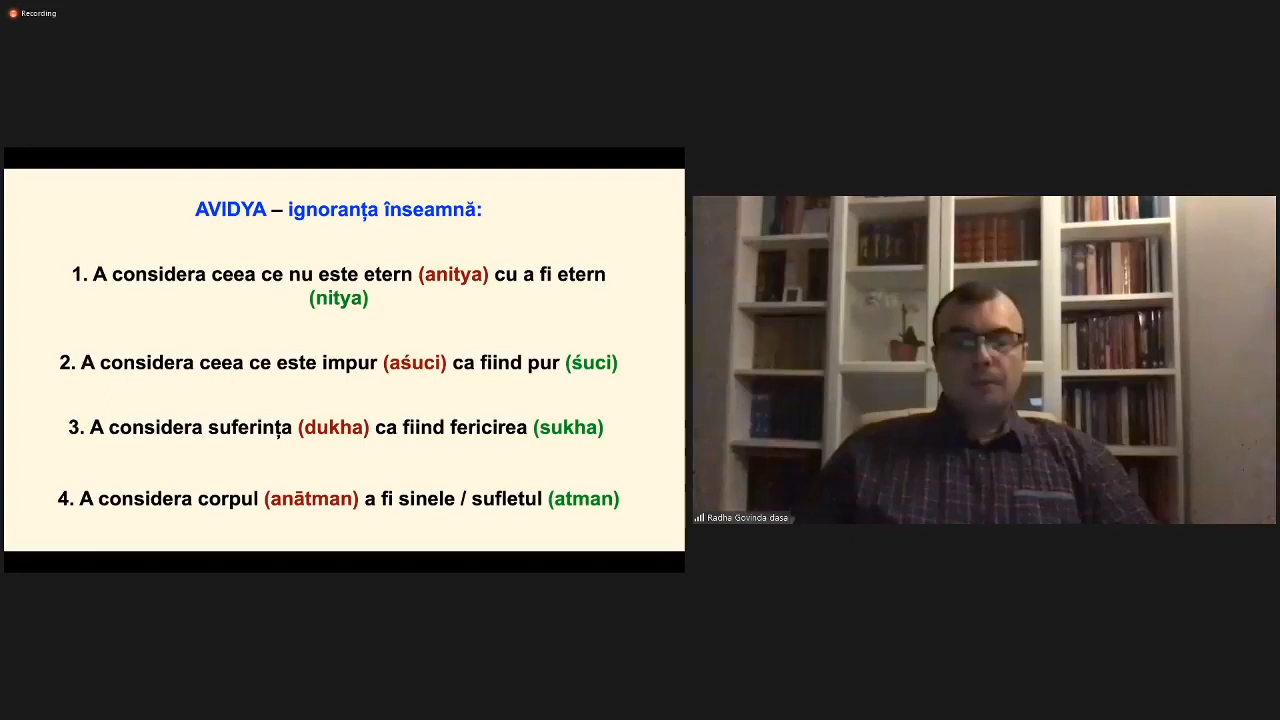 Recording
AVIDYA – ignoranța înseamnă:
1. A considera ceea ce nu este etern (anitya) cu a fi etern
(nitya)
2. A considera ceea ce este impur (aśuci) ca fiind pur (śuci)
3. A considera suferința (dukha) ca fiind fericirea (sukha)
4. A considera corpul (anātman) a fi sinele / sufletul (atman)
Radha Govinda dasa